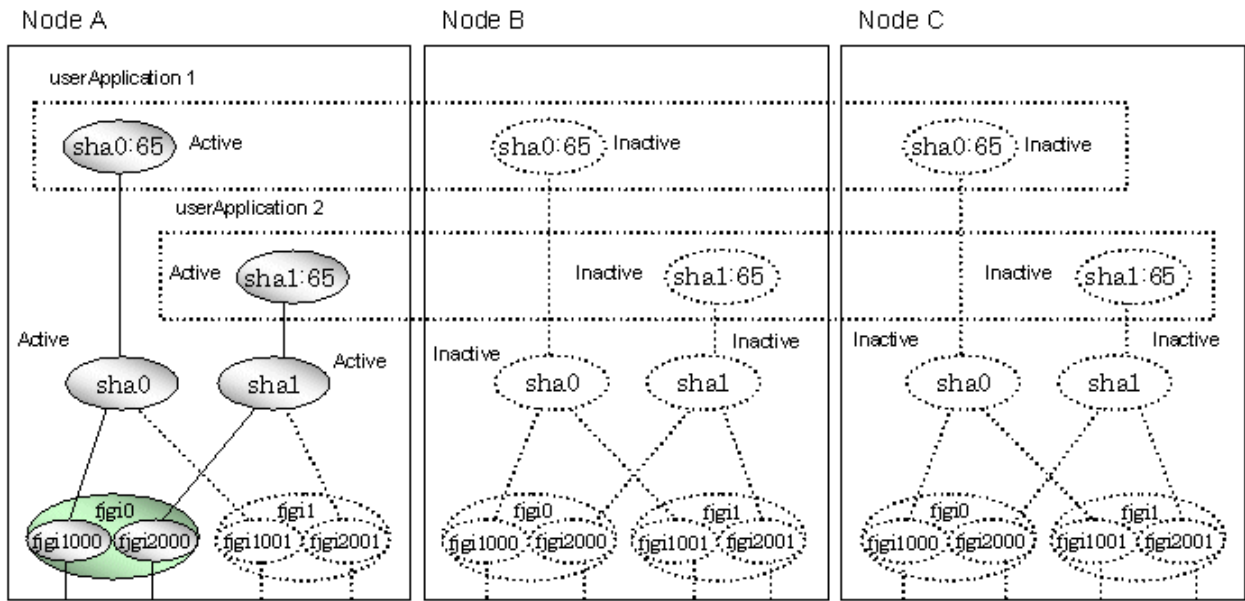 Node A
Node B
Node C
userApplication 1
sha0:65 Active
sha0:65 Inactive
sha0:65 Inactive
userApplication 2
Active sha1:65
Inactive sha1:65
Inactive sha1:65
Active
Active
Inactive
Inactive
Inactive
Inactive
sha0 sha1
sha0 sha1
sha0 sha1
fjgi0 fjgi1
fjgi0 fjgi1
fjgi0 fjgi1
fjgi1000 fjgi2000 fjgi1001 fjgi2001
fjgi1000 fjgi2000 fjgi1001 fjgi2001
fjgi1000 fjgi2000 fjgi1001 fjgi2001